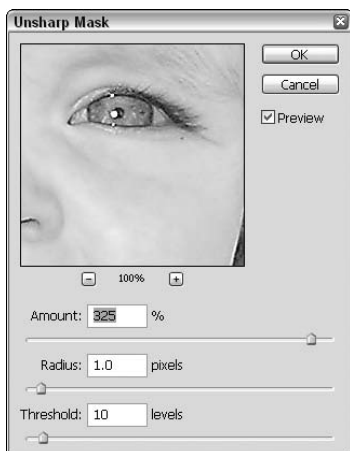 Unsharp Mask
OK
Cancel
Preview
100%
Amount: 325 %
Radius: 1.0 pixels
Threshold: 10 levels